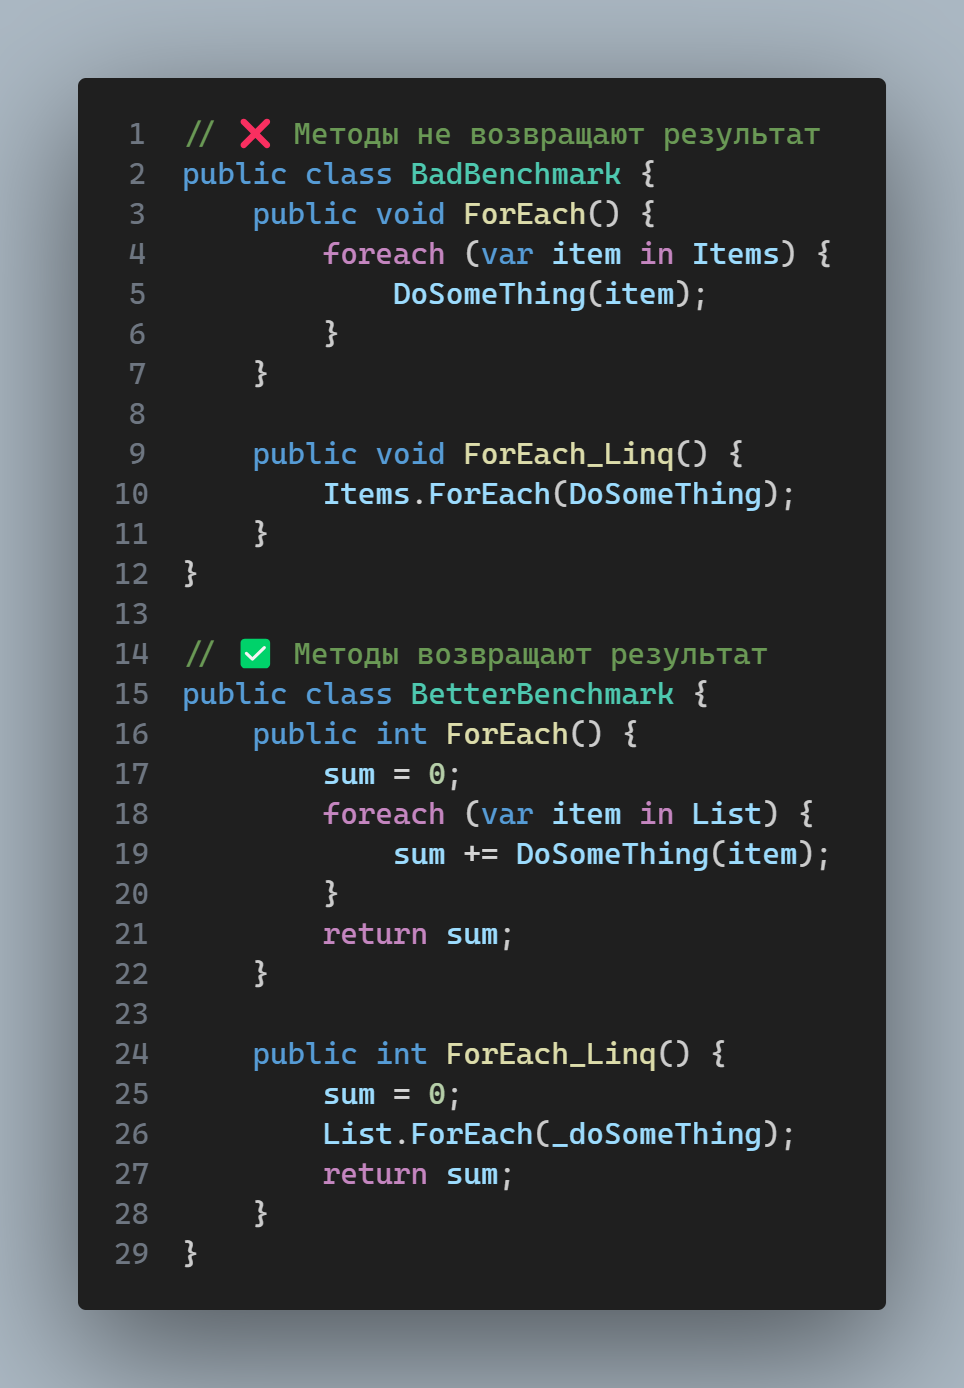 1 // ❌ Методы не возвращают результат
2 public class BadBenchmark {
3     public void ForEach() {
4         foreach (var item in Items) {
5             DoSomeThing(item);
6         }
7     }
8
9     public void ForEach_Linq() {
10         Items.ForEach(DoSomeThing);
11     }
12 }
13
14 // ✅ Методы возвращают результат
15 public class BetterBenchmark {
16     public int ForEach() {
17         sum = 0;
18         foreach (var item in List) {
19             sum += DoSomeThing(item);
20         }
21         return sum;
22     }
23
24     public int ForEach_Linq() {
25         sum = 0;
26         List.ForEach(_doSomeThing);
27         return sum;
28     }
29 }